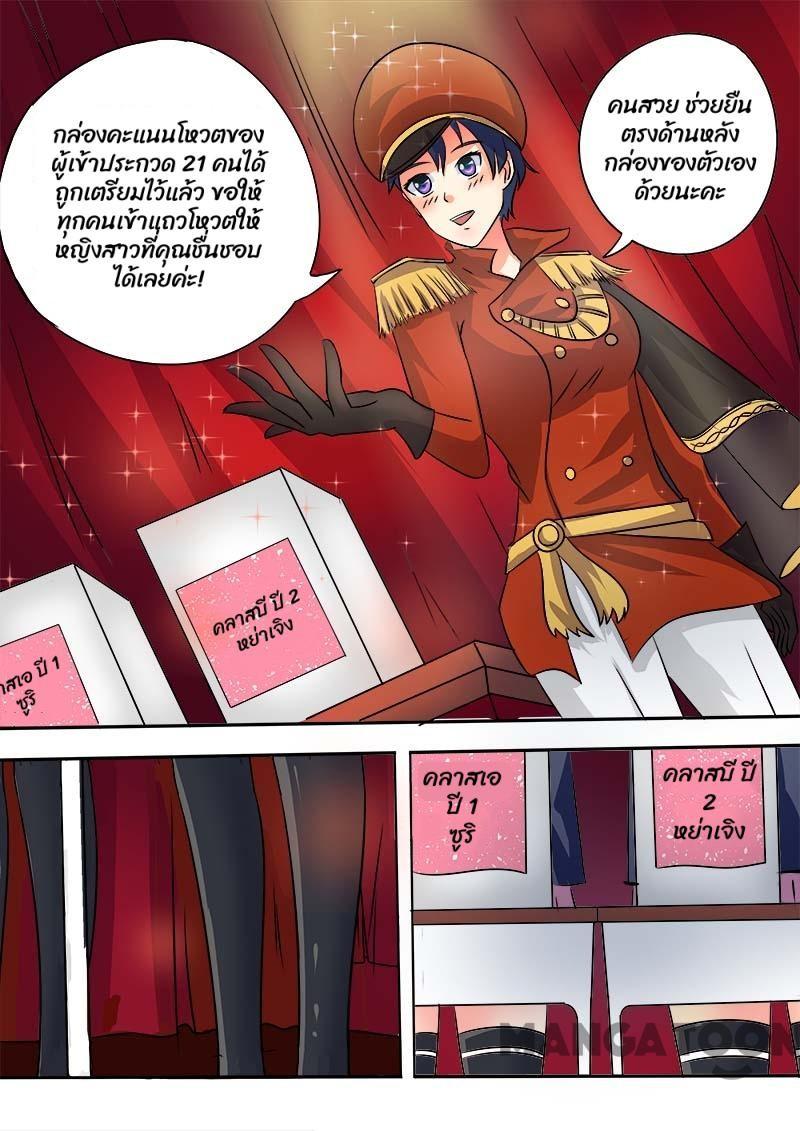 กล่องคะแนนโหวตของ
ผู้เข้าประกวด 21 คนได้
ถูกเตรียมไว้แล้ว ขอให้
ทุกคนเข้าแถวโหวตให้
หญิงสาวที่คุณชื่นชอบ
ได้เลยค่ะ!
คนสวย ช่วยยืน
ตรงด้านหลัง
กล่องของตัวเอง
ด้วยนะคะ
คลาสบี ปี 2
หย่าเจิง
าสเอ ปี 1
ซูริ
คลาสเอ
ปี 1
ซูริ
คลาสบี ปี
2
หย่าเจิง
MANGA TOON